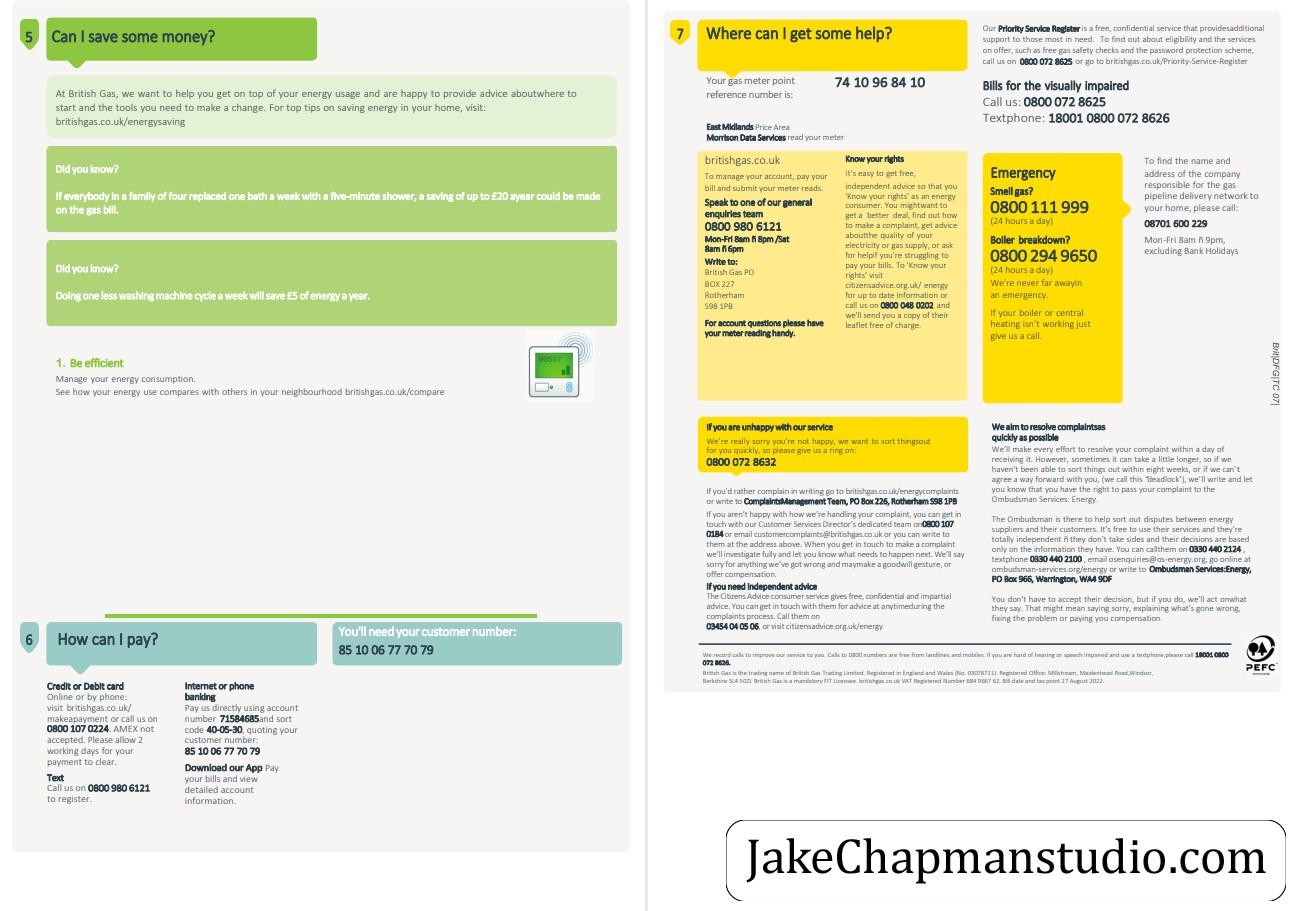 5
Can I save some money?
At British Gas, we want to help you get on top of your energy usage and are happy to provide advice aboutwhere to
start and the tools you need to make a change. For top tips on saving energy in your home, visit:
britishgas.co.uk/energysaving
Did you know?
If everybody in a family of four replaced one bath a week with a five-minute shower, a saving of up to £20 ayear could be made
on the gas bill.
Did you know?
Doing one less washing machine cycle a week will save £5 of energy a year.
1. Be efficient
Manage your energy consumption.
See how your energy use compares with others in your neighbourhood britishgas.co.uk/compare
6
How can I pay?
You'll need your customer number:
85 10 06 77 70 79
Credit or Debit card
Online or by phone:
visit britishgas.co.uk/
makeapayment or call us on
0800 107 0224. AMEX not
accepted. Please allow 2
working days for your
payment to clear.
Text
Call us on 0800 980 6121
to register.
Internet or phone
banking
Pay us directly using account
number 71584685and sort
code 40-05-30, quoting your
customer number:
85 10 06 77 70 79
Download our App Pay
your bills and view
detailed account
information.
7
Where can I get some help?
Your gas meter point
reference number is:
74 10 96 84 10
East Midlands Price Area
Morrison Data Services read your meter
Our Priority Service Register is a free, confidential service that providesadditional
support to those most in need. To find out about eligibility and the services
on offer, such as free gas safety checks and the password protection scheme,
call us on 0800 072 8625 or go to britishgas.co.uk/Priority-Service-Register
Bills for the visually impaired
Call us: 0800 072 8625
Textphone: 18001 0800 072 8626
britishgas.co.uk
To manage your account, pay your
bill and submit your meter reads.
Speak to one of our general
enquiries team
0800 980 6121
Mon-Fri 8am ñ 8pm /Sat
8am ñ 6pm
Write to:
British Gas PO
BOX 227
Rotherham
S98 1PB
For account questions please have
your meter reading handy.
Know your rights
It's easy to get free,
independent advice so that you
'Know your rights' as an energy
consumer. You mightwant to
get a better deal, find out how
to make a complaint, get advice
aboutthe quality of your
electricity or gas supply, or ask
for helpif you're struggling to
pay your bills. To 'Know your
rights' visit
citizensadvice.org.uk/ energy
for up to date information or
call us on 0800 048 0202 and
we'll send you a copy of their
leaflet free of charge.
Emergency
Smell gas?
0800 111 999
(24 hours a day)
Boiler breakdown?
0800 294 9650
(24 hours a day)
We're never far awayin
an emergency.
If your boiler or central
heating isn't working just
give us a call.
To find the name and
address of the company
responsible for the gas
pipeline delivery network to
your home, please call:
08701 600 229
Mon-Fri 8am ñ 9pm,
excluding Bank Holidays
Brit|DFG|TC 07|
If you are unhappy with our service
We're really sorry you're not happy, we want to sort thingsout
for you quickly, so please give us a ring on:
0800 072 8632
If you'd rather complain in writing go to britishgas.co.uk/energycomplaints
or write to ComplaintsManagement Team, PO Box 226, Rotherham S98 1PB
If you aren't happy with how we're handling your complaint, you can get in
touch with our Customer Services Director's dedicated team on0800 107
0184 or email customercomplaints@britishgas.co.uk or you can write to
them at the address above. When you get in touch to make a complaint
we'll investigate fully and let you know what needs to happen next. We'll say
sorry for anything we've got wrong and maymake a goodwill gesture, or
offer compensation.
If you need independent advice
The Citizens Advice consumer service gives free, confidential and impartial
advice. You can get in touch with them for advice at anytimeduring the
complaints process. Call them on
03454 04 05 06, or visit citizensadvice.org.uk/energy
We aim to resolve complaintsas
quickly as possible
We'll make every effort to resolve your complaint within a day of
receiving it. However, sometimes it can take a little longer, so if we
haven't been able to sort things out within eight weeks, or if we can't
agree a way forward with you, (we call this 'deadlock'), we'll write and let
you know that you have the right to pass your complaint to the
Ombudsman Services: Energy.
The Ombudsman is there to help sort out disputes between energy
suppliers and their customers. It's free to use their services and they're
totally independent ñ they don't take sides and their decisions are based
only on the information they have. You can callthem on 0330 440 2124 ,
textphone 0330 440 2100 , email osenquiries@os-energy.org, go online at
ombudsman-services.org/energy or write to Ombudsman Services:Energy,
PO Box 966, Warrington, WA4 9DF
You don't have to accept their decision, but if you do, we'll act onwhat
they say. That might mean saying sorry, explaining what's gone wrong,
fixing the problem or paying you compensation.
We record calls to improve our service to you. Calls to 0800 numbers are free from landlines and mobiles. If you are hard of hearing or speech impaired and use a textphone,please call 18001 0800
072 8626.
British Gas is the trading name of British Gas Trading Limited. Registered in England and Wales (No. 03078711). Registered Office: Millstream, Maidenhead Road,Windsor,
Berkshire SL4 5GD. British Gas is a mandatory FIT Licensee. britishgas.co.uk VAT Registered Number 684 9667 62. Bill date and tax point 27 August 2022.
PEFC
JakeChapmanstudio.com